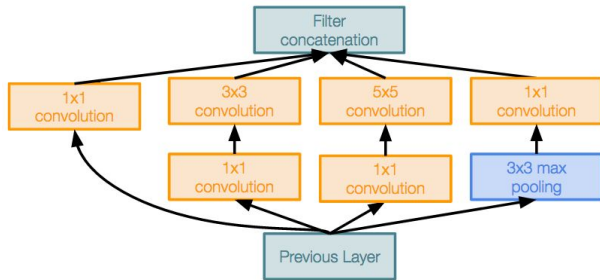 Filter
concatenation
1x1
convolution
3x3
convolution
5x5
convolution
1x1
convolution
1x1
convolution
1x1
convolution
3x3 max
pooling
Previous Layer